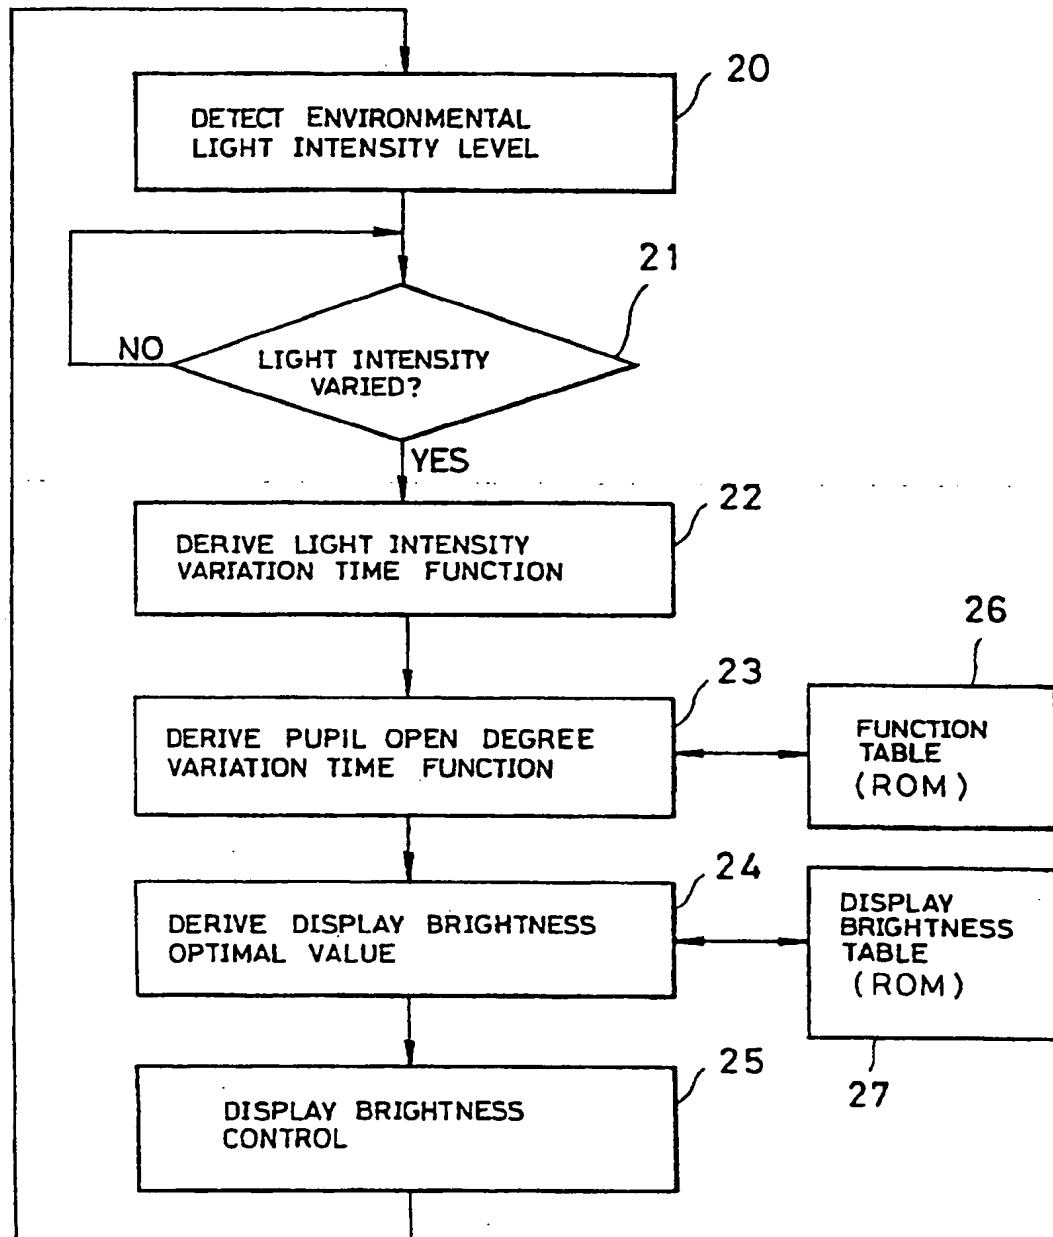 20
DETECT ENVIRONMENTAL
LIGHT INTENSITY LEVEL
21
NO
LIGHT INTENSITY
VARIED?
YES
22
DERIVE LIGHT INTENSITY
VARIATION TIME FUNCTION
26
23
DERIVE PUPIL OPEN DEGREE
VARIATION TIME FUNCTION
FUNCTION
TABLE
(ROM)
24
DERIVE DISPLAY BRIGHTNESS
OPTIMAL VALUE
DISPLAY
BRIGHTNESS
TABLE
(ROM)
25
27
DISPLAY BRIGHTNESS
CONTROL